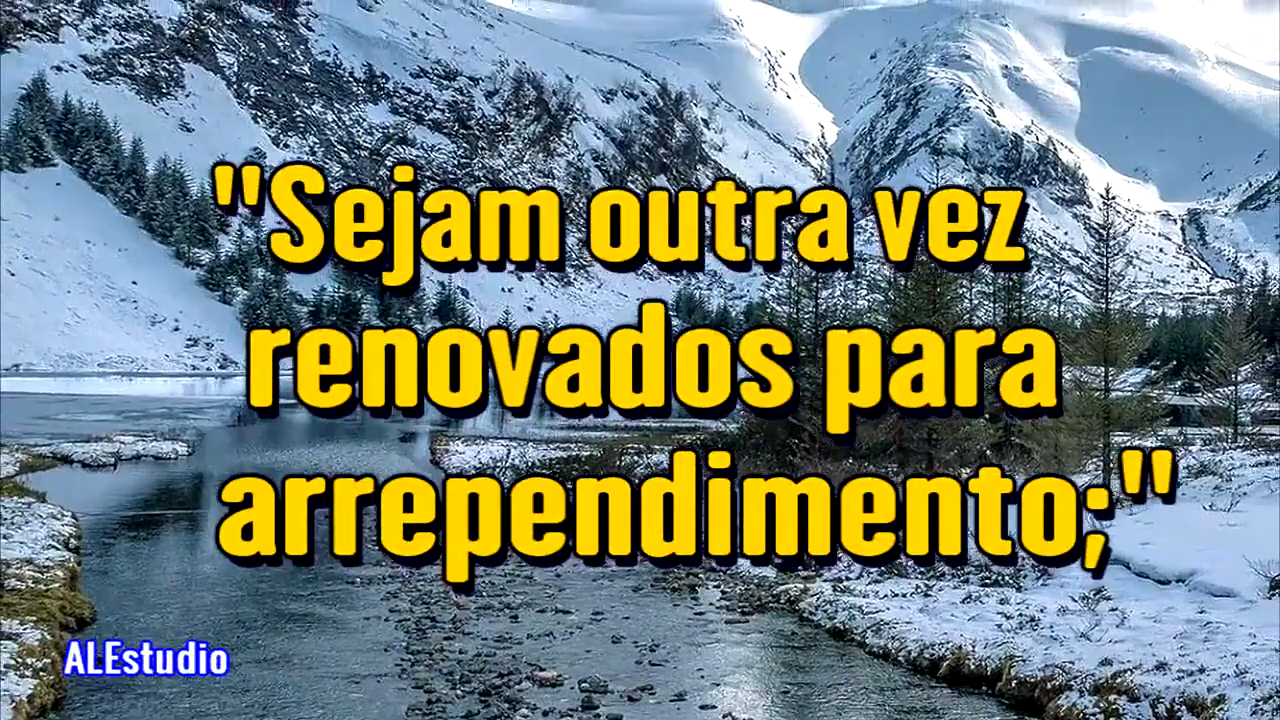 "Sejam outra vez
renovados para
arrependimento;"
ALEstudio